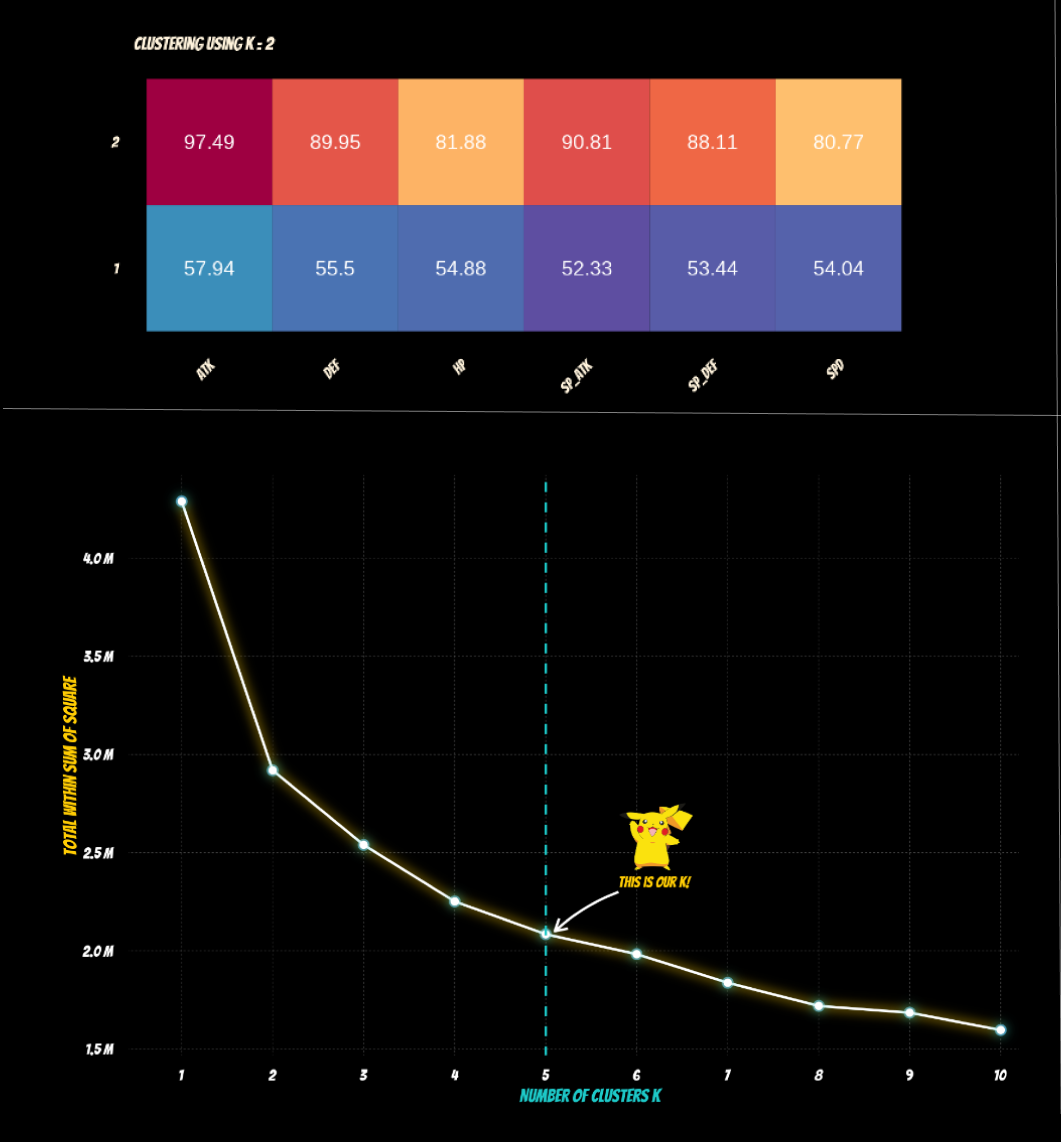 CLUSTERING USING K = 2
2 97.49 89.95 81.88 90.81 88.11 80.77
1 57.94 55.5 54.88 52.33 53.44 54.04
ATK DEF HP SP_ATK SP_DEF SPD
TOTAL WITHIN SUM OF SQUARE
4.0 M
3.5 M
3.0 M
2.5 M
2.0 M
1.5 M
THIS IS OUR K!
1 2 3 4 5 6 7 8 9 10
NUMBER OF CLUSTERS K